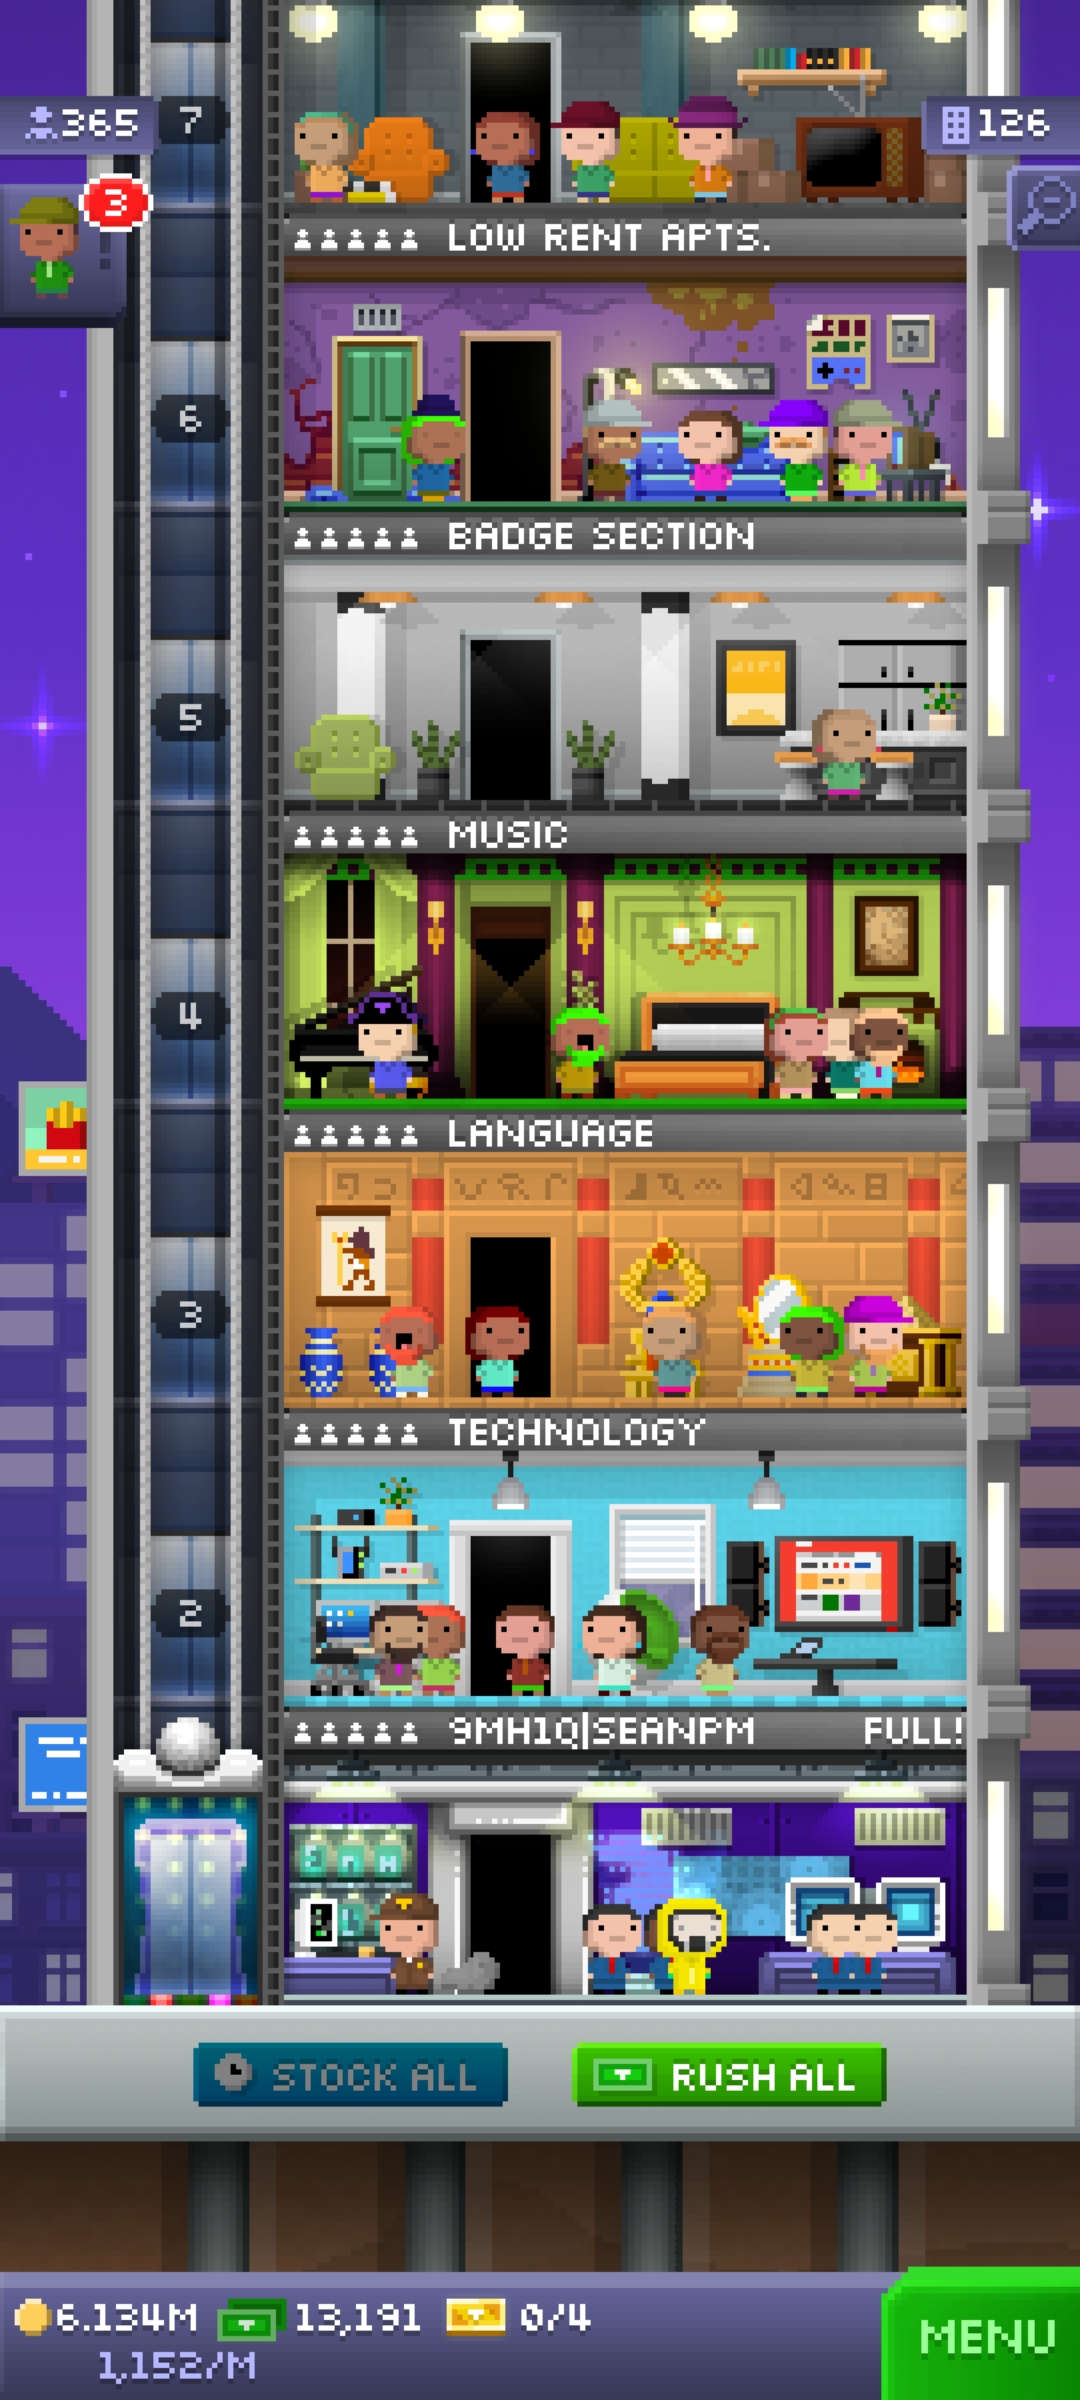 7
365
126
3
LOW RENT APTS.
6
BADGE SECTION
5
MUSIC
4
LANGUAGE
3
TECHNOLOGY
2
9MH1Q|SEANPM FULL!
STOCK ALL
RUSH ALL
6.134M 13,191 0/4
1,152/M
MENU